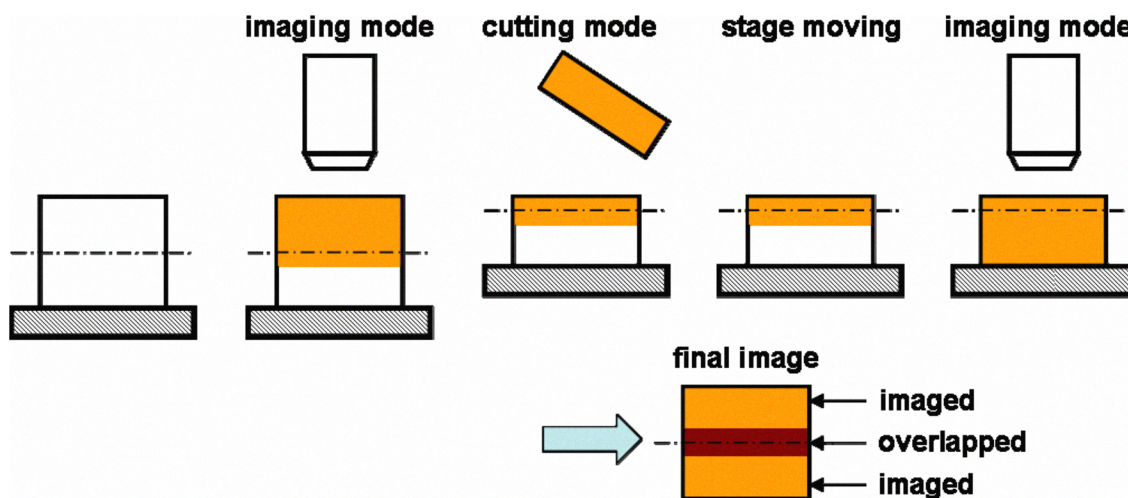 imaging mode
cutting mode
stage moving
imaging mode
final image
imaged
overlapped
imaged